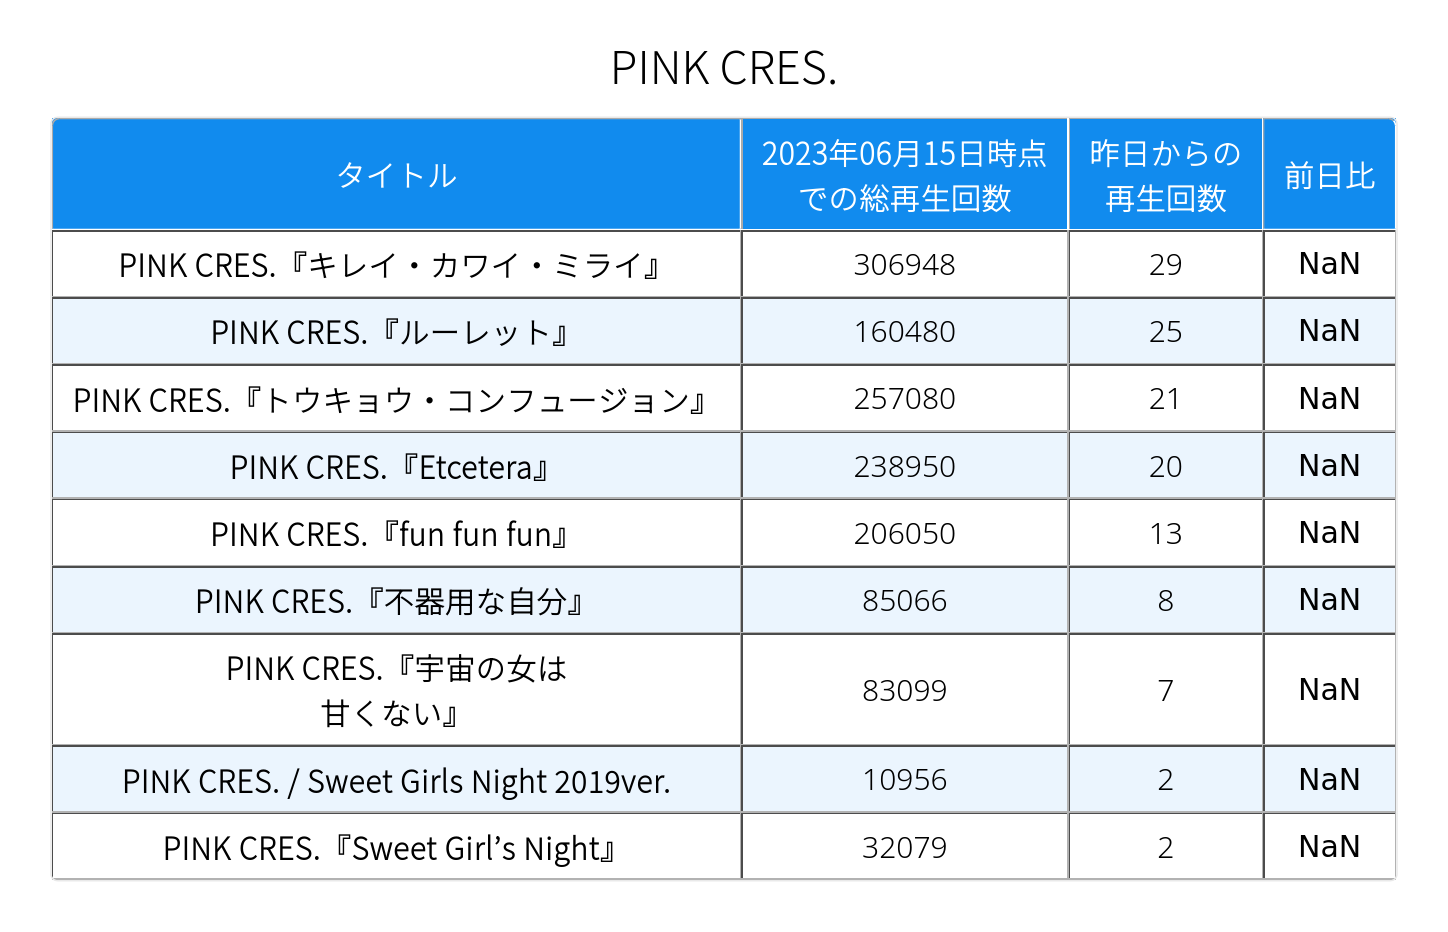 PINK CRES.
タイトル
2023年06月15日時点
での総再生回数
昨日からの
再生回数
前日比
PINK CRES.『キレイ・カワイ・ミライ』 306948 29 NaN
PINK CRES.『ルーレット』 160480 25 NaN
PINK CRES.『トウキョウ・コンフュージョン』 257080 21 NaN
PINK CRES.『Etcetera』 238950 20 NaN
PINK CRES.『fun fun fun』 206050 13 NaN
PINK CRES.『不器用な自分』 85066 8 NaN
PINK CRES.『宇宙の女は
甘くない』 83099 7 NaN
PINK CRES. / Sweet Girls Night 2019ver. 10956 2 NaN
PINK CRES.『Sweet Girl’s Night』 32079 2 NaN